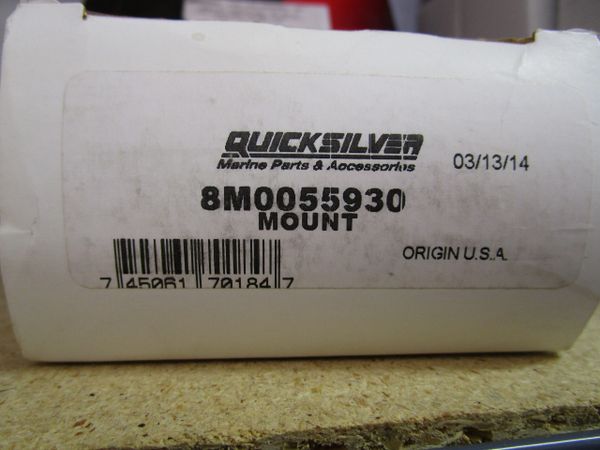 QUICKSILVER
Marine Parts & Accessories
03/13/14
8M0055930
MOUNT
ORIGIN U.S.A.
7 45061 70184 7